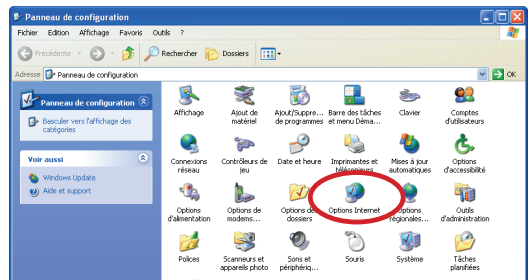 Panneau de configuration
Fichier Edition Affichage Favoris Outils ?
Précédente Rechercher Dossiers
Adresse Panneau de configuration OK
Panneau de configuration
Basculer vers l'affichage des
catégories
Voir aussi
Windows Update
Aide et support
Affichage
Ajout de
matériel
Ajout/Suppre...
de programmes
Barre des tâches
et menu Déma...
Clavier
Comptes
d'utilisateurs
Connexions
réseau
Contrôleurs de
jeu
Date et heure
Imprimantes et
télécopieurs
Mises à jour
automatiques
Options
d'accessibilité
Options
d'alimentation
Options de
modems...
Options des
dossiers
Options Internet
Options
régionales...
Outils
d'administration
Polices
Scanneurs et
appareils photo
Sons et
périphériq...
Souris
Système
Tâches
planifiées